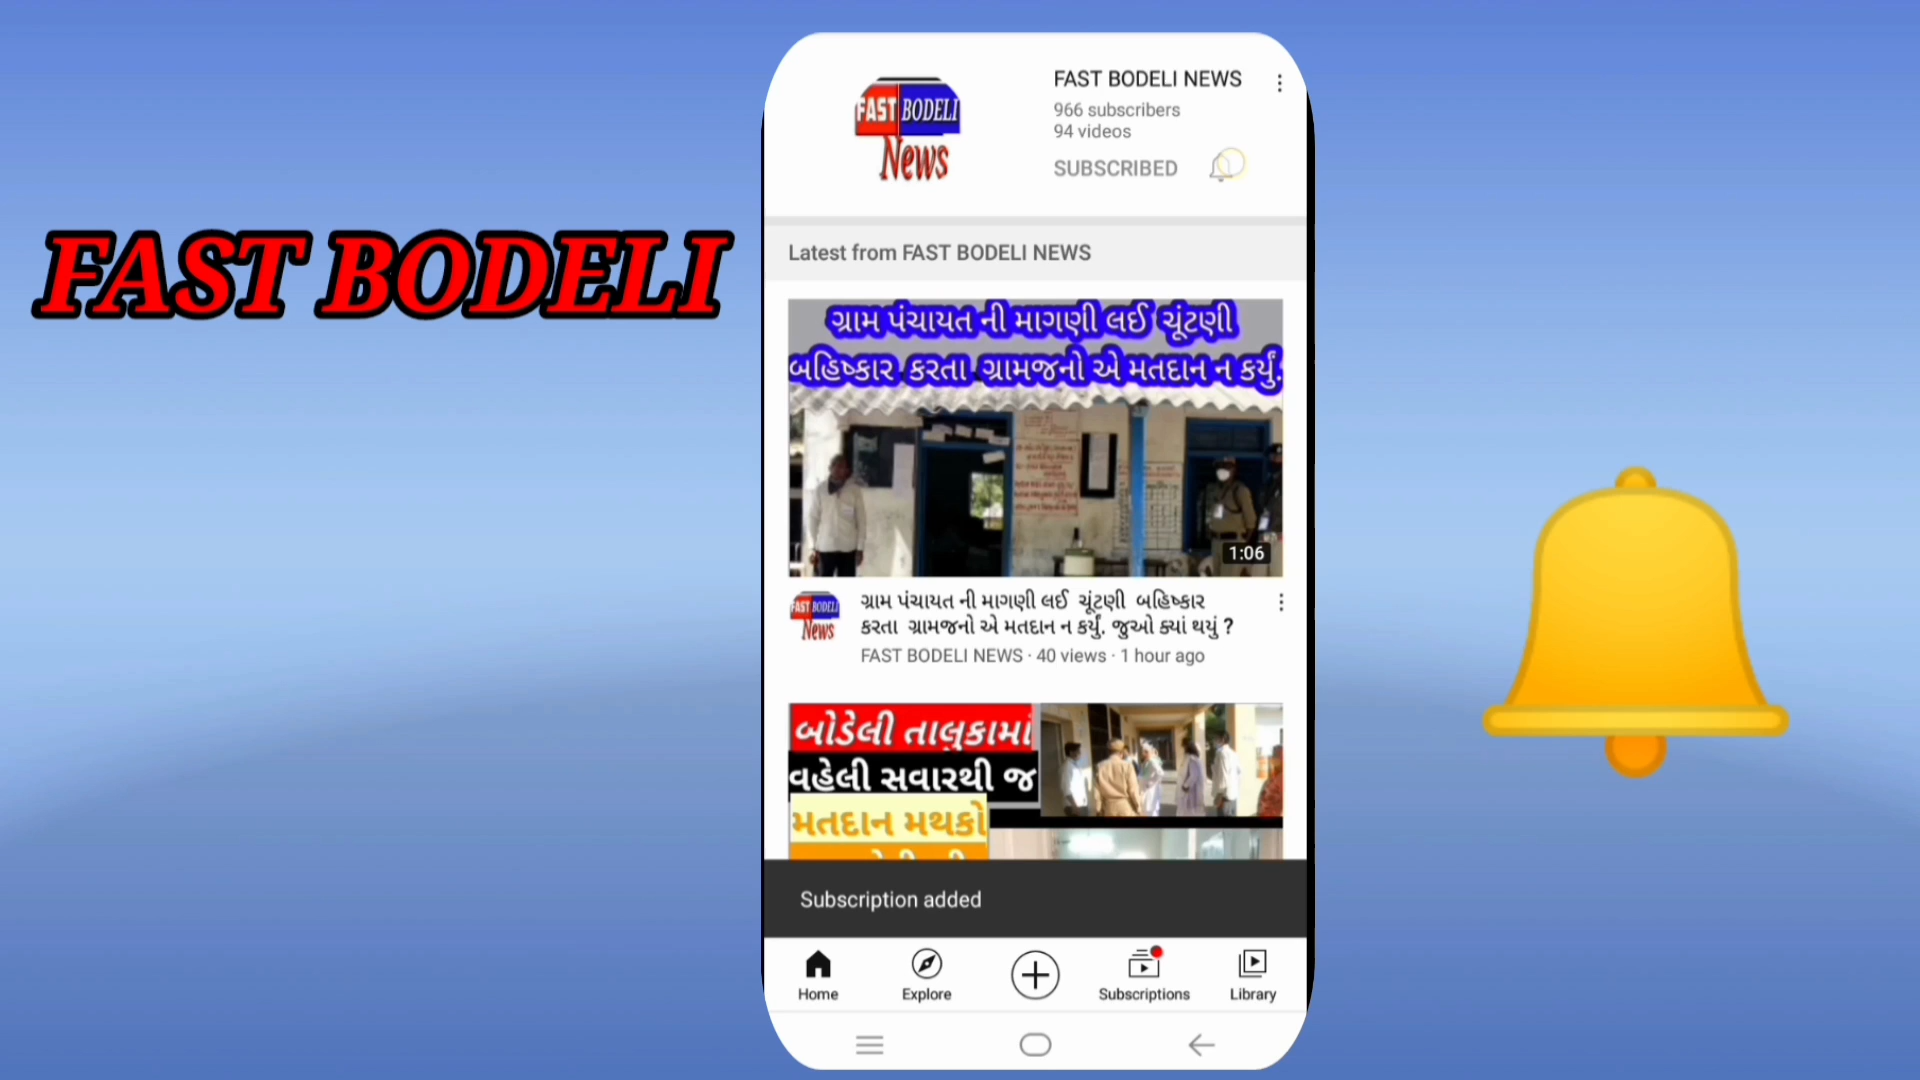 FAST BODELI
FAST BODELI
News
FAST BODELI NEWS
966 subscribers
94 videos
SUBSCRIBED
Latest from FAST BODELI NEWS
ગ્રામ પંચાયત ની માગણી લઈ ચૂંટણી
બહિષ્કાર કરતા ગ્રામજનો એ મતદાન ન કર્યું.
1:06
FAST BODELI
News
ગ્રામ પંચાયત ની માગણી લઈ ચૂંટણી બહિષ્કાર
કરતા ગ્રામજનો એ મતદાન ન કર્યું. જુઓ ક્યાં થયું ?
FAST BODELI NEWS · 40 views · 1 hour ago
બોડેલી તાલુકામાં
વહેલી સવારથી જ
મતદાન મથકો
Subscription added
Home
Explore
Subscriptions
Library